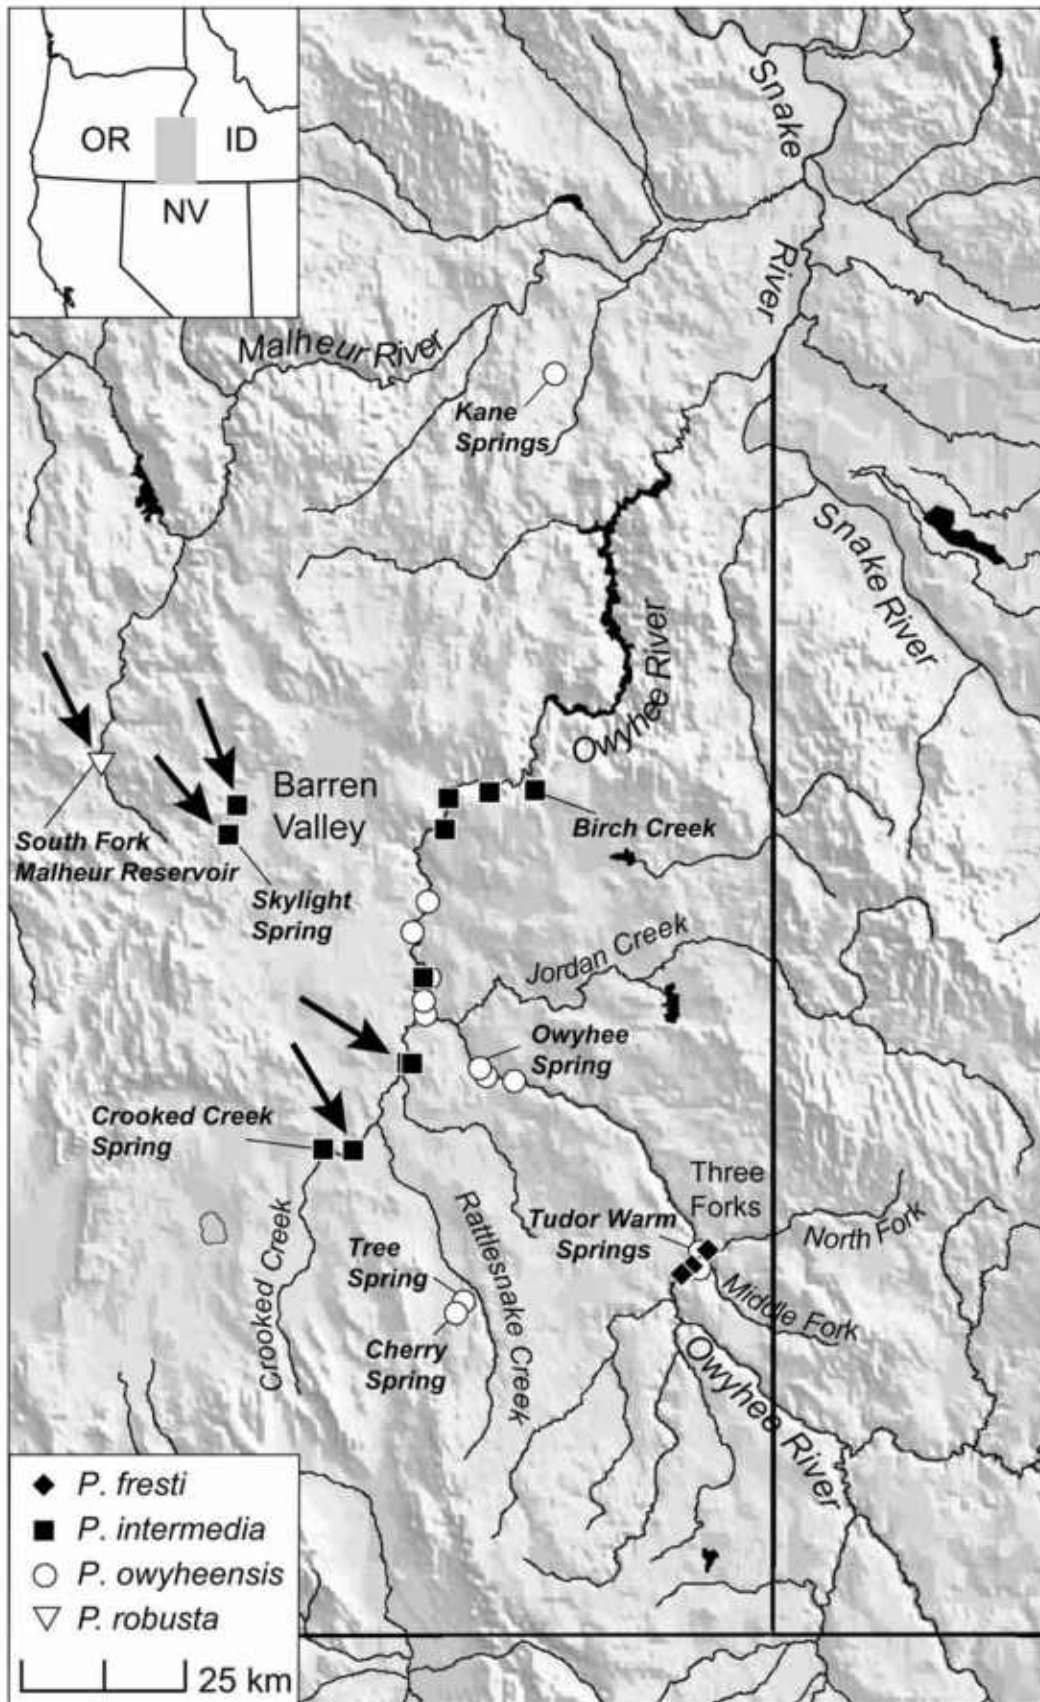 OR
ID
NV
Snake
River
Malheur River
Kane
Springs
Snake River
Owyhee River
Barren
Valley
South Fork
Malheur Reservoir
Skylight
Spring
Birch Creek
Jordan Creek
Owyhee
Spring
Crooked Creek
Spring
Three
Forks
Tudor Warm
Springs
North Fork
Middle Fork
Tree
Spring
Cherry
Spring
Crooked Creek
Rattlesnake Creek
Owyhee River
P. fresti
P. intermedia
P. owyheensis
P. robusta
25 km